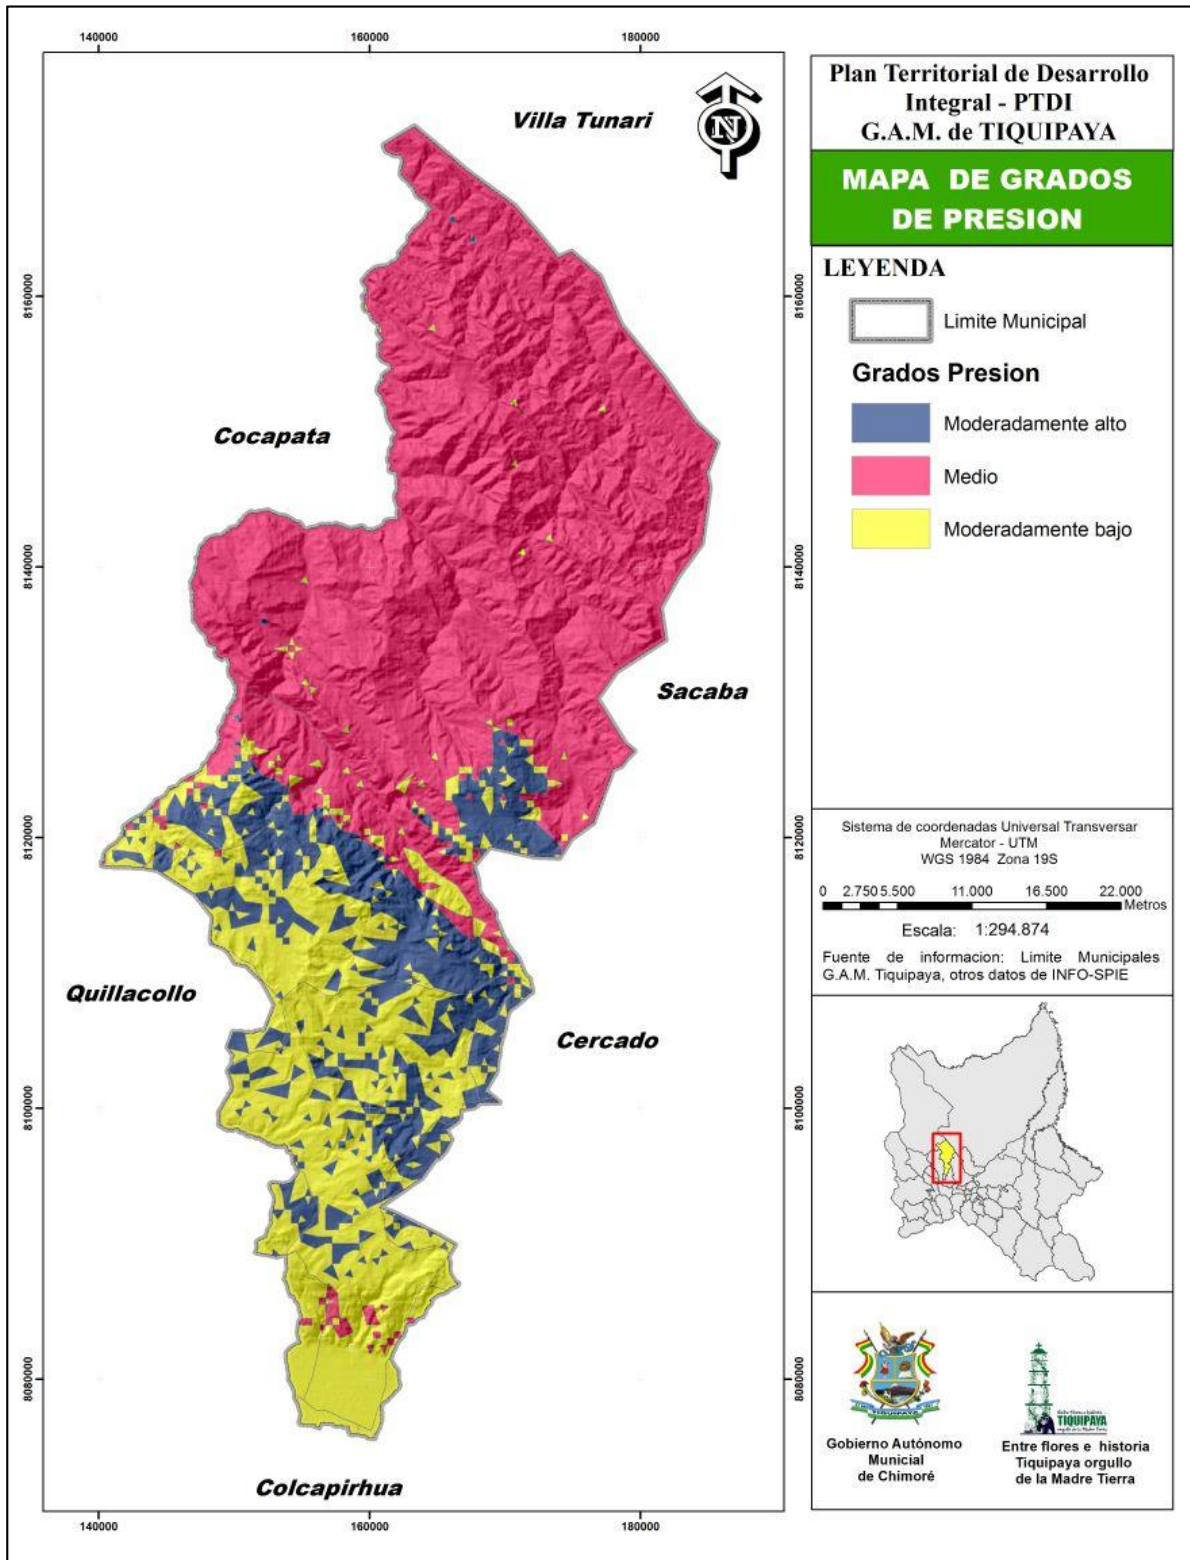 140000
160000
180000
Villa Tunari
N
Cocapata
Sacaba
Quillacollo
Cercado
Colcapirhua
8160000
8140000
8120000
8100000
8080000
8160000
8140000
8120000
8100000
8080000
140000
160000
180000
Plan Territorial de Desarrollo
Integral - PTDI
G.A.M. de TIQUIPAYA
MAPA DE GRADOS
DE PRESION
LEYENDA
Limite Municipal
Grados Presion
Moderadamente alto
Medio
Moderadamente bajo
Sistema de coordenadas Universal Transversar
Mercator - UTM
WGS 1984 Zona 19S
0 2.750 5.500 11.000 16.500 22.000
Metros
Escala: 1:294.874
Fuente de informacion: Limite Municipales
G.A.M. Tiquipaya, otros datos de INFO-SPIE
TIQUIPAYA
Gobierno Autónomo
Municial
de Chimoré
TIQUIPAYA
Entre flores e historia
Tiquipaya orgullo
de la Madre Tierra